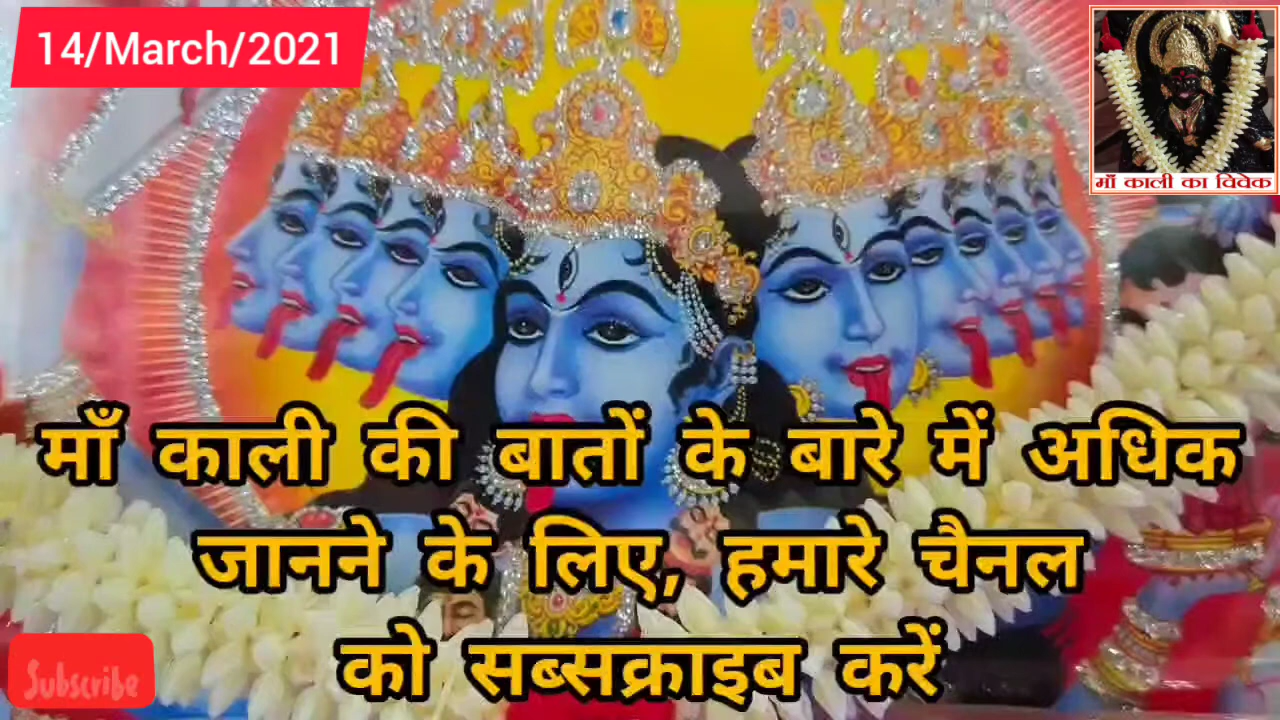 14/March/2021
माँ काली का विवेक
माँ काली की बातों के बारे में अधिक
जानने के लिए, हमारे चैनल
को सब्सक्राइब करें
Subscribe